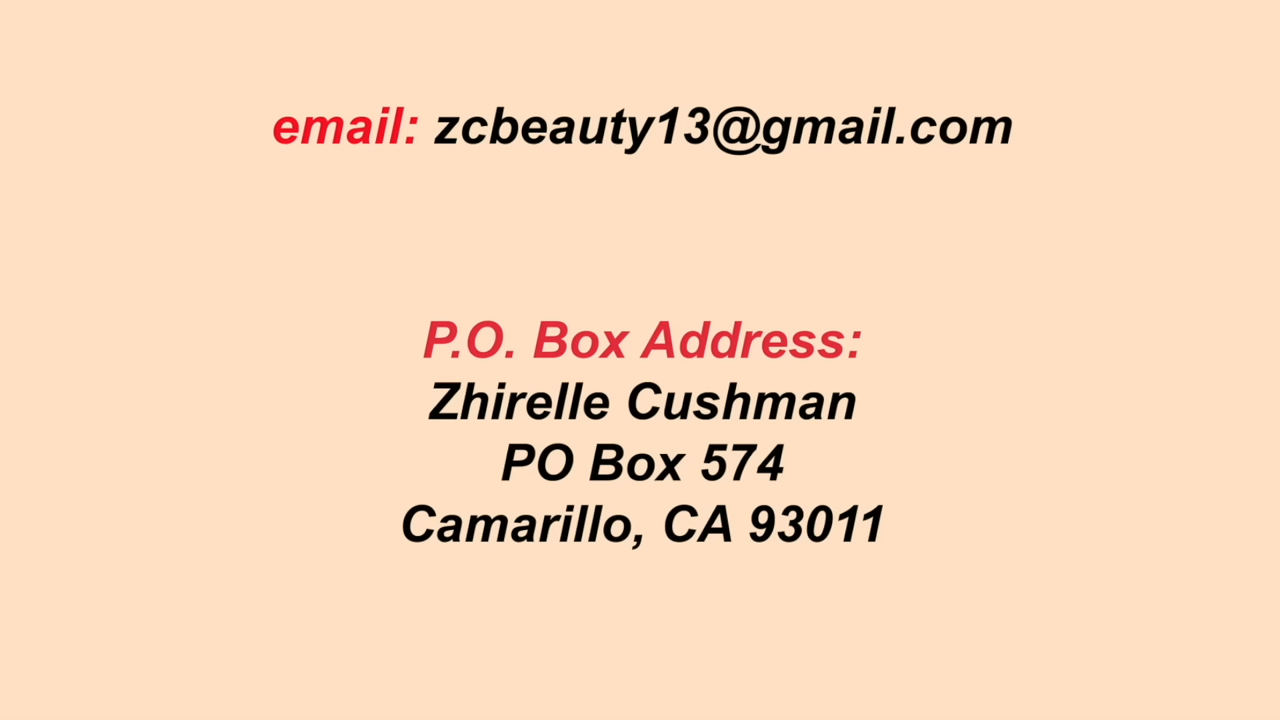 email: zcbeauty13@gmail.com
P.O. Box Address:
Zhirelle Cushman
PO Box 574
Camarillo, CA 93011